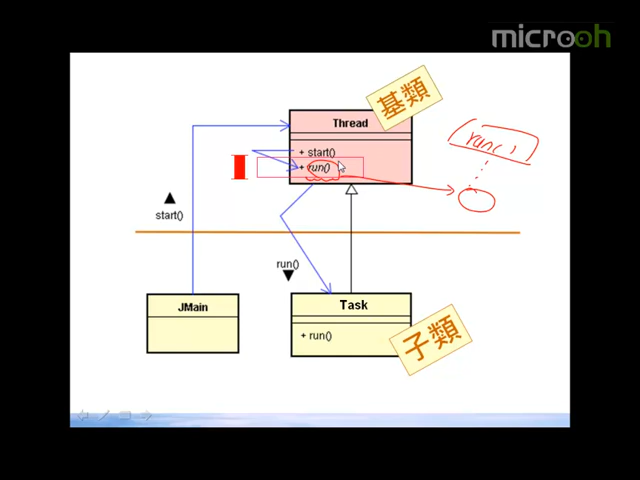 microoh
基類
Thread
+ start()
+ run()
run()
start()
run()
JMain
Task
+ run()
子類